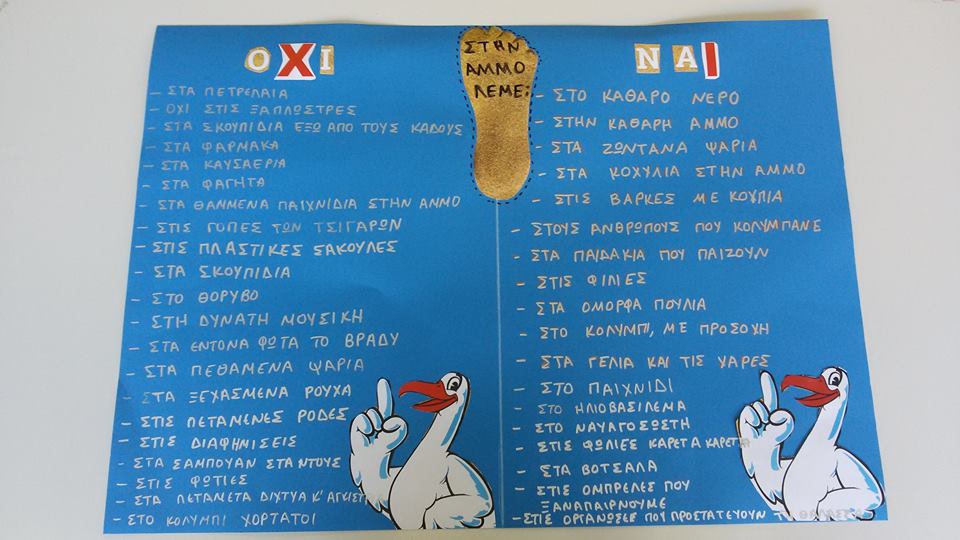 ΟΧΙ
ΣΤΗΝ
ΑΜΜΟ
ΛΕΜΕ:
ΝΑΙ
– ΣΤΑ ΠΕΤΡΕΛΑΙΑ
– ΟΧΙ ΣΤΙΣ ΞΑΠΛΩΣΤΡΕΣ
– ΣΤΑ ΣΚΟΥΠΙΔΙΑ ΕΞΩ ΑΠΟ ΤΟΥΣ ΚΑΔΟΥΣ
– ΣΤΑ ΦΑΡΜΑΚΑ
– ΣΤΑ ΚΑΥΣΑΕΡΙΑ
– ΣΤΑ ΦΑΓΗΤΑ
– ΣΤΑ ΘΑΜΜΕΝΑ ΠΑΙΧΝΙΔΙΑ ΣΤΗΝ ΑΜΜΟ
– ΣΤΙΣ ΓΟΠΕΣ ΤΩΝ ΤΣΙΓΑΡΩΝ
– ΣΤΙΣ ΠΛΑΣΤΙΚΕΣ ΣΑΚΟΥΛΕΣ
– ΣΤΑ ΣΚΟΥΠΙΔΙΑ
– ΣΤΟ ΘΟΡΥΒΟ
– ΣΤΗ ΔΥΝΑΤΗ ΜΟΥΣΙΚΗ
– ΣΤΑ ΕΝΤΟΝΑ ΦΩΤΑ ΤΟ ΒΡΑΔΥ
– ΣΤΑ ΠΕΘΑΜΕΝΑ ΨΑΡΙΑ
– ΣΤΑ ΞΕΧΑΣΜΕΝΑ ΡΟΥΧΑ
– ΣΤΙΣ ΠΕΤΑΜΕΝΕΣ ΡΟΔΕΣ
– ΣΤΙΣ ΔΙΑΦΗΜΙΣΕΙΣ
– ΣΤΑ ΣΑΜΠΟΥΑΝ ΣΤΑ ΝΤΟΥΣ
– ΣΤΙΣ ΦΩΤΙΕΣ
– ΣΤΑ ΠΕΤΑΜΕΤΑ ΔΙΧΤΥΑ Κ'
– ΣΤΟ ΚΟΛΥΜΠΙ ΧΟΡΤΑΤΟΙ
– ΣΤΟ ΚΑΘΑΡΟ ΝΕΡΟ
– ΣΤΗΝ ΚΑΘΑΡΗ ΑΜΜΟ
– ΣΤΑ ΖΩΝΤΑΝΑ ΨΑΡΙΑ
– ΣΤΑ ΚΟΧΥΛΙΑ ΣΤΗΝ ΑΜΜΟ
– ΣΤΙΣ ΒΑΡΚΕΣ ΜΕ ΚΟΥΠΙΑ
– ΣΤΟΥΣ ΑΝΘΡΩΠΟΥΣ ΠΟΥ ΚΟΛΥΜΠΑΝΕ
– ΣΤΑ ΠΑΙΔΑΚΙΑ ΠΟΥ ΠΑΙΖΟΥΝ
– ΣΤΙΣ ΦΙΛΙΕΣ
– ΣΤΑ ΟΜΟΡΦΑ ΠΟΥΛΙΑ
– ΣΤΟ ΚΟΛΥΜΠΙ, ΜΕ ΠΡΟΣΟΧΗ
– ΣΤΑ ΓΕΛΙΑ ΚΑΙ ΤΙΣ ΧΑΡΕΣ
– ΣΤΟ ΠΑΙΧΝΙΔΙ
– ΣΤΟ ΗΛΙΟΒΑΣΙΛΕΜΑ
– ΣΤΟ ΝΑΥΑΓΟΣΩΣΤΗ
– ΣΤΙΣ ΦΩΛΙΕΣ ΚΑΡΕΤΑ ΚΑΡΕΤΑ
– ΣΤΑ ΒΟΤΣΑΛΑ
– ΣΤΙΣ ΟΜΠΡΕΛΕΣ ΠΟΥ
ΞΑΝΑΠΑΙΡΝΟΥΜΕ
– ΣΤΙΣ ΟΡΓΑΝΩΣΕΙΣ ΠΟΥ ΠΡΟΣΤΑΤΕΥΟΥΝ